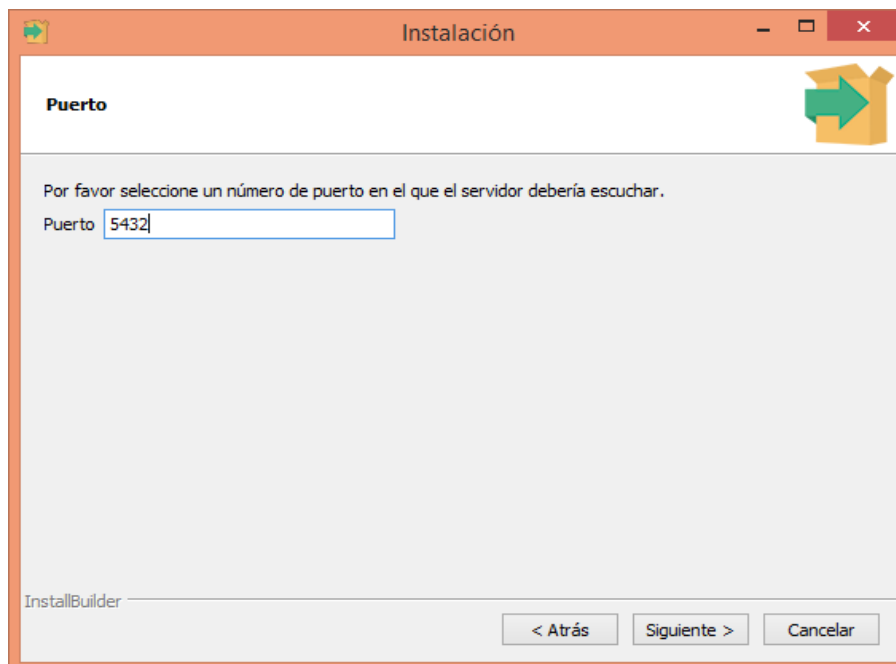 Instalación
Puerto
Por favor seleccione un número de puerto en el que el servidor debería escuchar.
Puerto 5432
InstallBuilder
< Atrás Siguiente > Cancelar